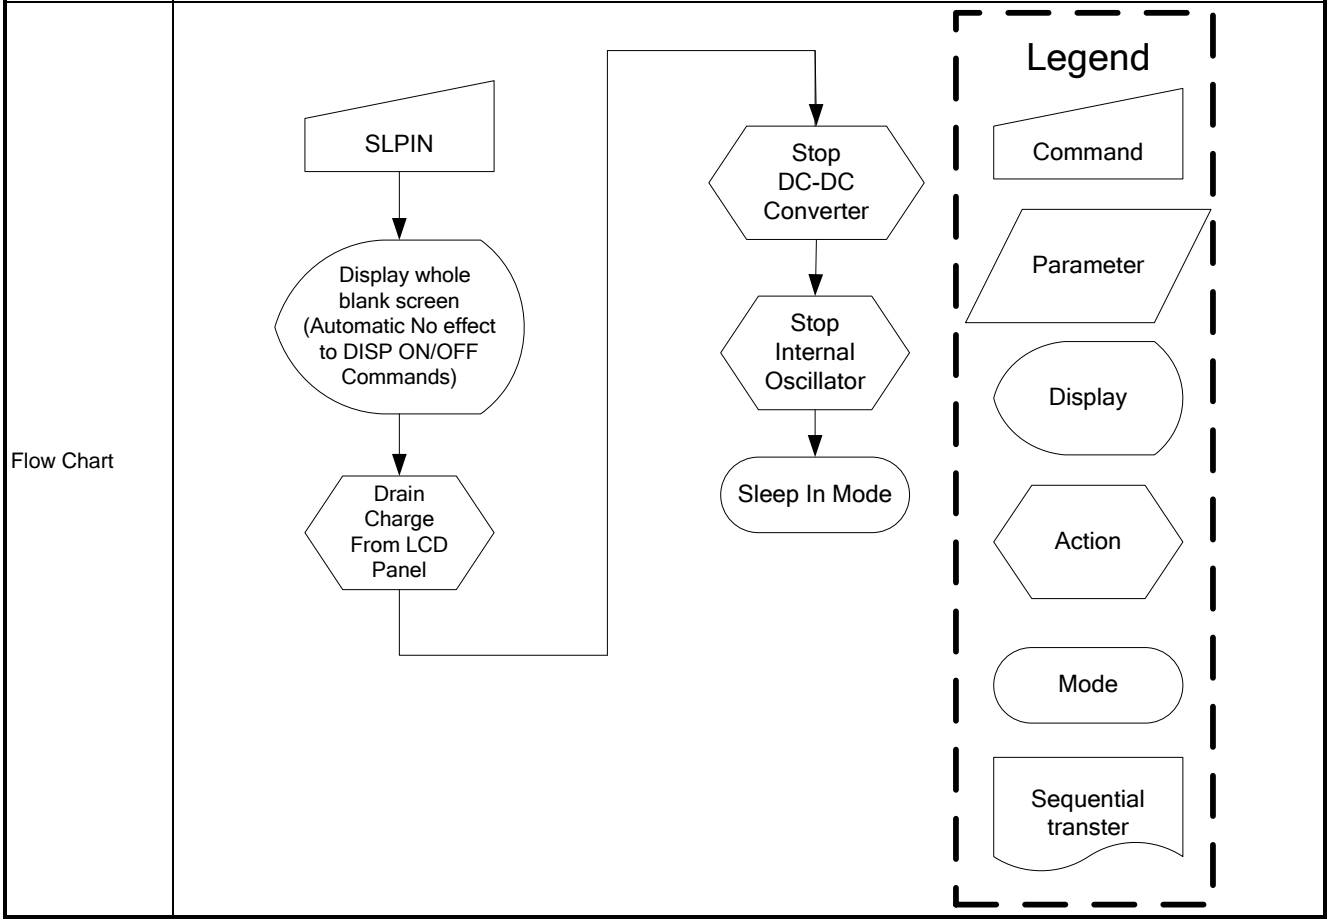 Flow Chart
SLPIN
Display whole
blank screen
(Automatic No effect
to DISP ON/OFF
Commands)
Drain
Charge
From LCD
Panel
Stop
DC-DC
Converter
Stop
Internal
Oscillator
Sleep In Mode
Legend
Command
Parameter
Display
Action
Mode
Sequential
transter